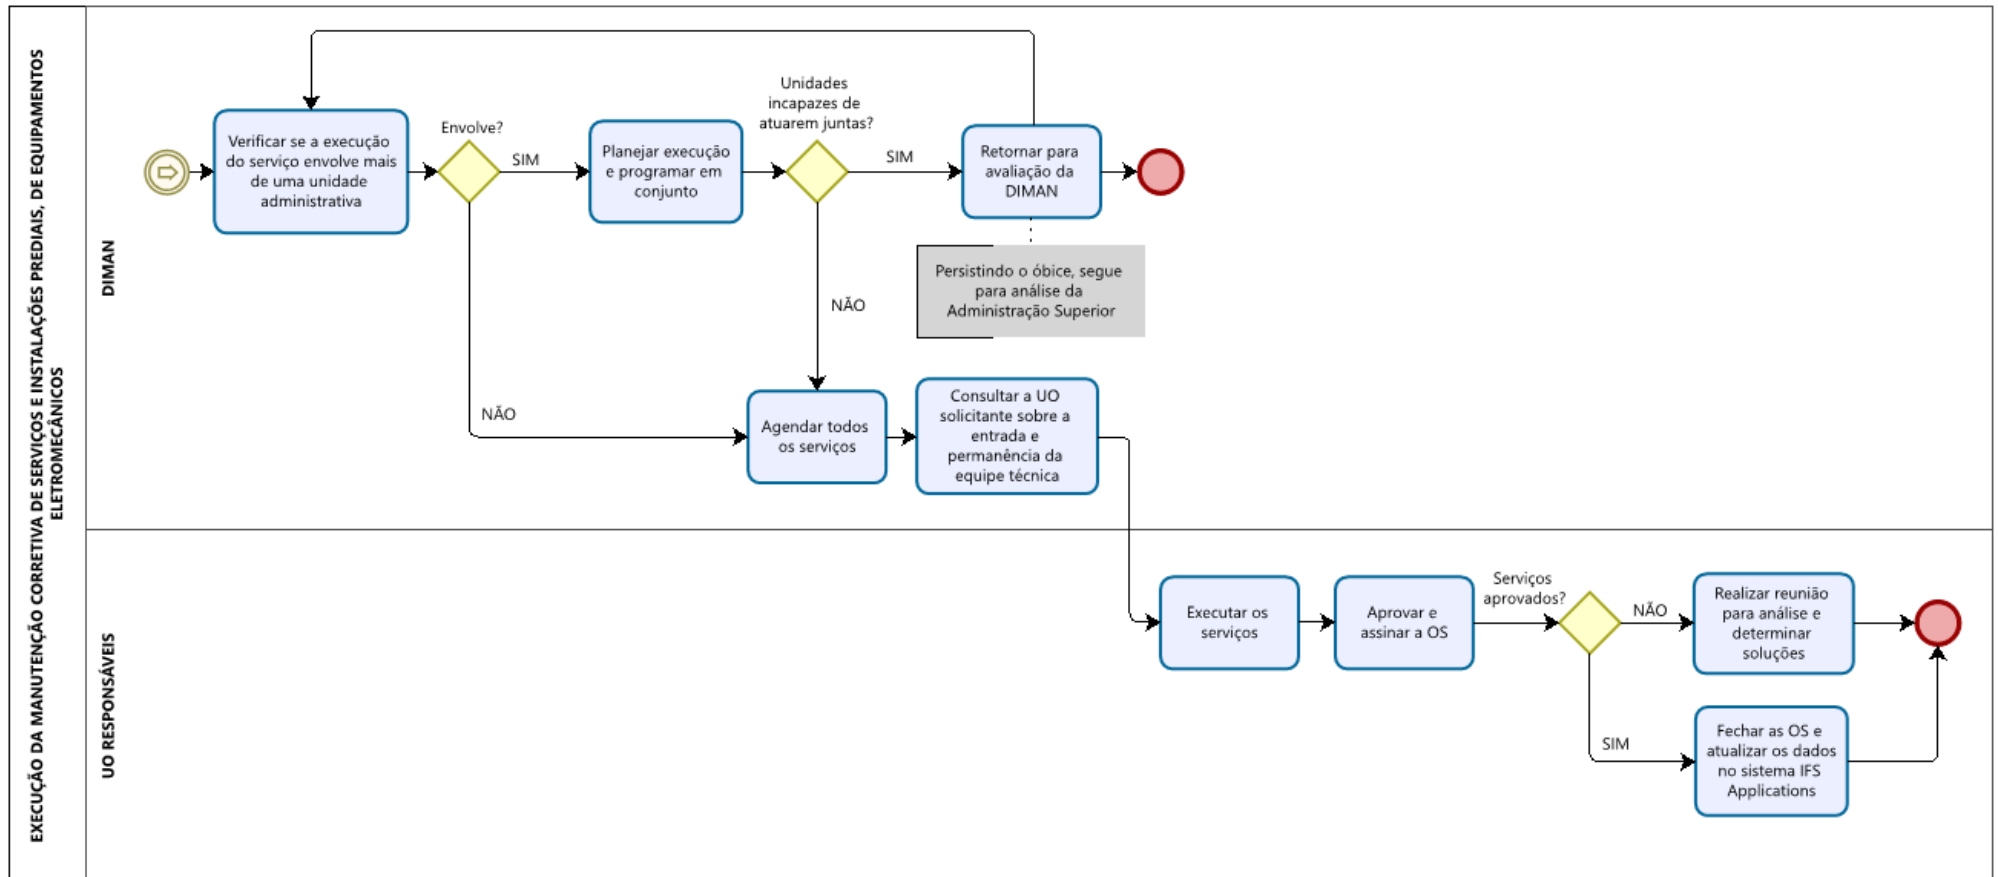 EXECUÇÃO DA MANUTENÇÃO CORRETIVA DE SERVIÇOS E INSTALAÇÕES PREDIAIS, DE EQUIPAMENTOS
ELETROMECÂNICOS
DIMAN
Verificar se a execução
do serviço envolve mais
de uma unidade
administrativa
Envolve?
SIM
NÃO
Planejar execução
e programar em
conjunto
Unidades
incapazes de
atuarem juntas?
SIM
NÃO
Retornar para
avaliação da
DIMAN
Persistindo o óbice, segue
para análise da
Administração Superior
Agendar todos
os serviços
Consultar a UO
solicitante sobre a
entrada e
permanência da
equipe técnica
UO RESPONSÁVEIS
Executar os
serviços
Aprovar e
assinar a OS
Serviços
aprovados?
NÃO
SIM
Realizar reunião
para análise e
determinar
soluções
Fechar as OS e
atualizar os dados
no sistema IFS
Applications